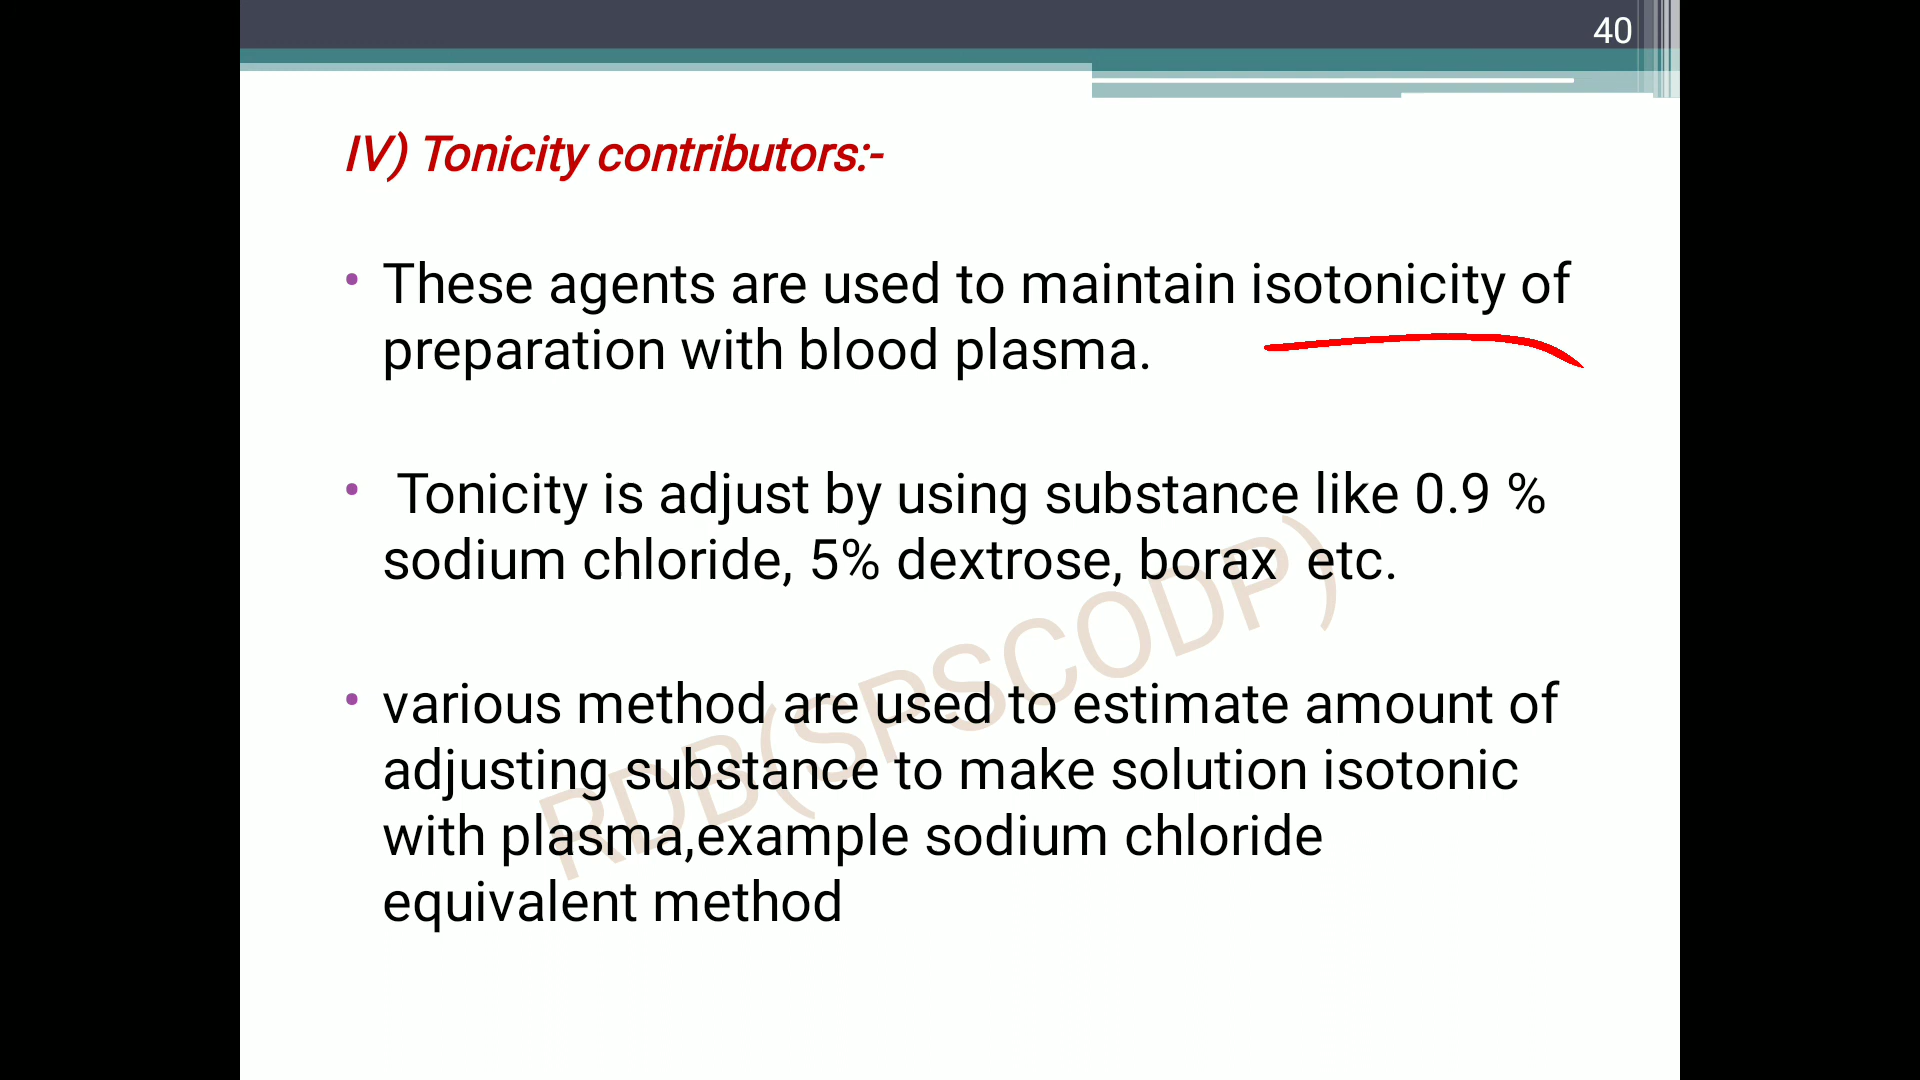 40
IV) Tonicity contributors:-
• These agents are used to maintain isotonicity of
preparation with blood plasma.
• Tonicity is adjust by using substance like 0.9 %
sodium chloride, 5% dextrose, borax etc.
• various method are used to estimate amount of
adjusting substance to make solution isotonic
with plasma,example sodium chloride
equivalent method
RDB(SPSCODP)